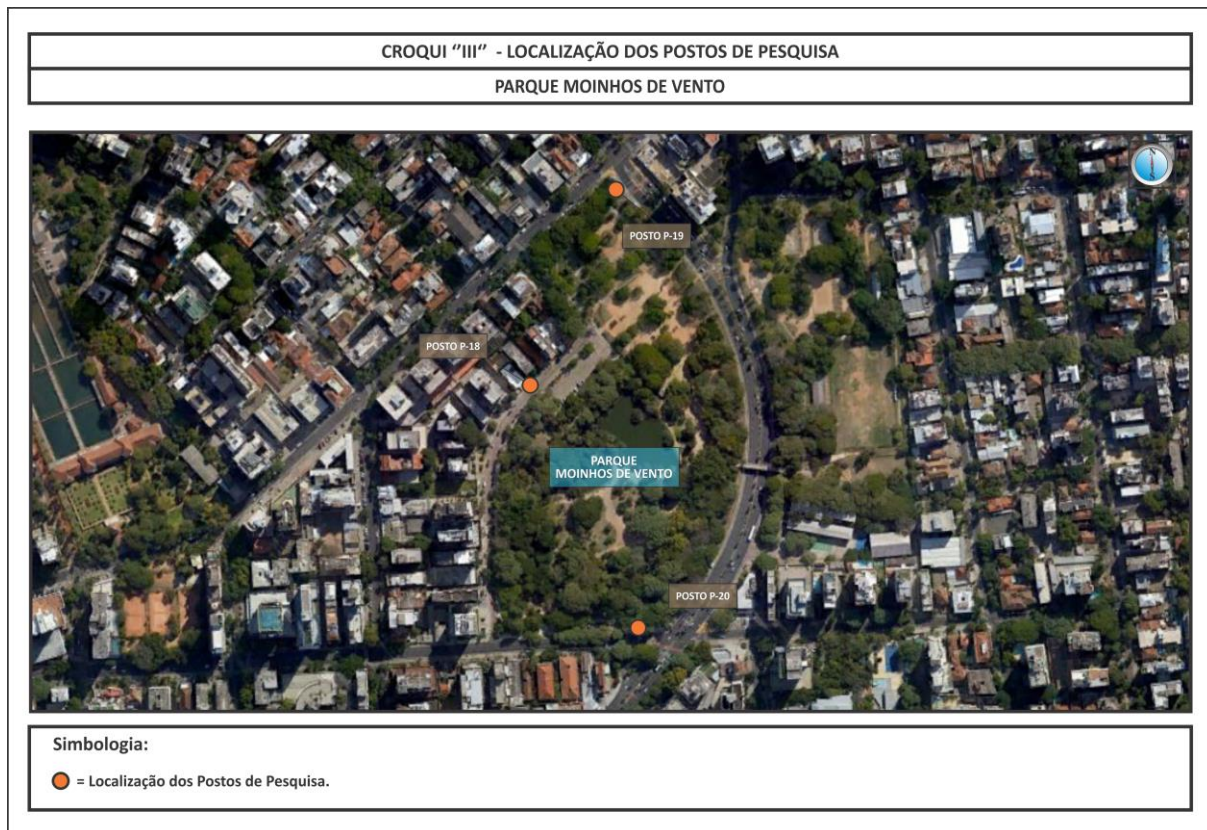 CROQUI ‘’III’’ - LOCALIZAÇÃO DOS POSTOS DE PESQUISA
PARQUE MOINHOS DE VENTO
POSTO P-19
POSTO P-18
PARQUE
MOINHOS DE VENTO
POSTO P-20
Simbologia:
= Localização dos Postos de Pesquisa.